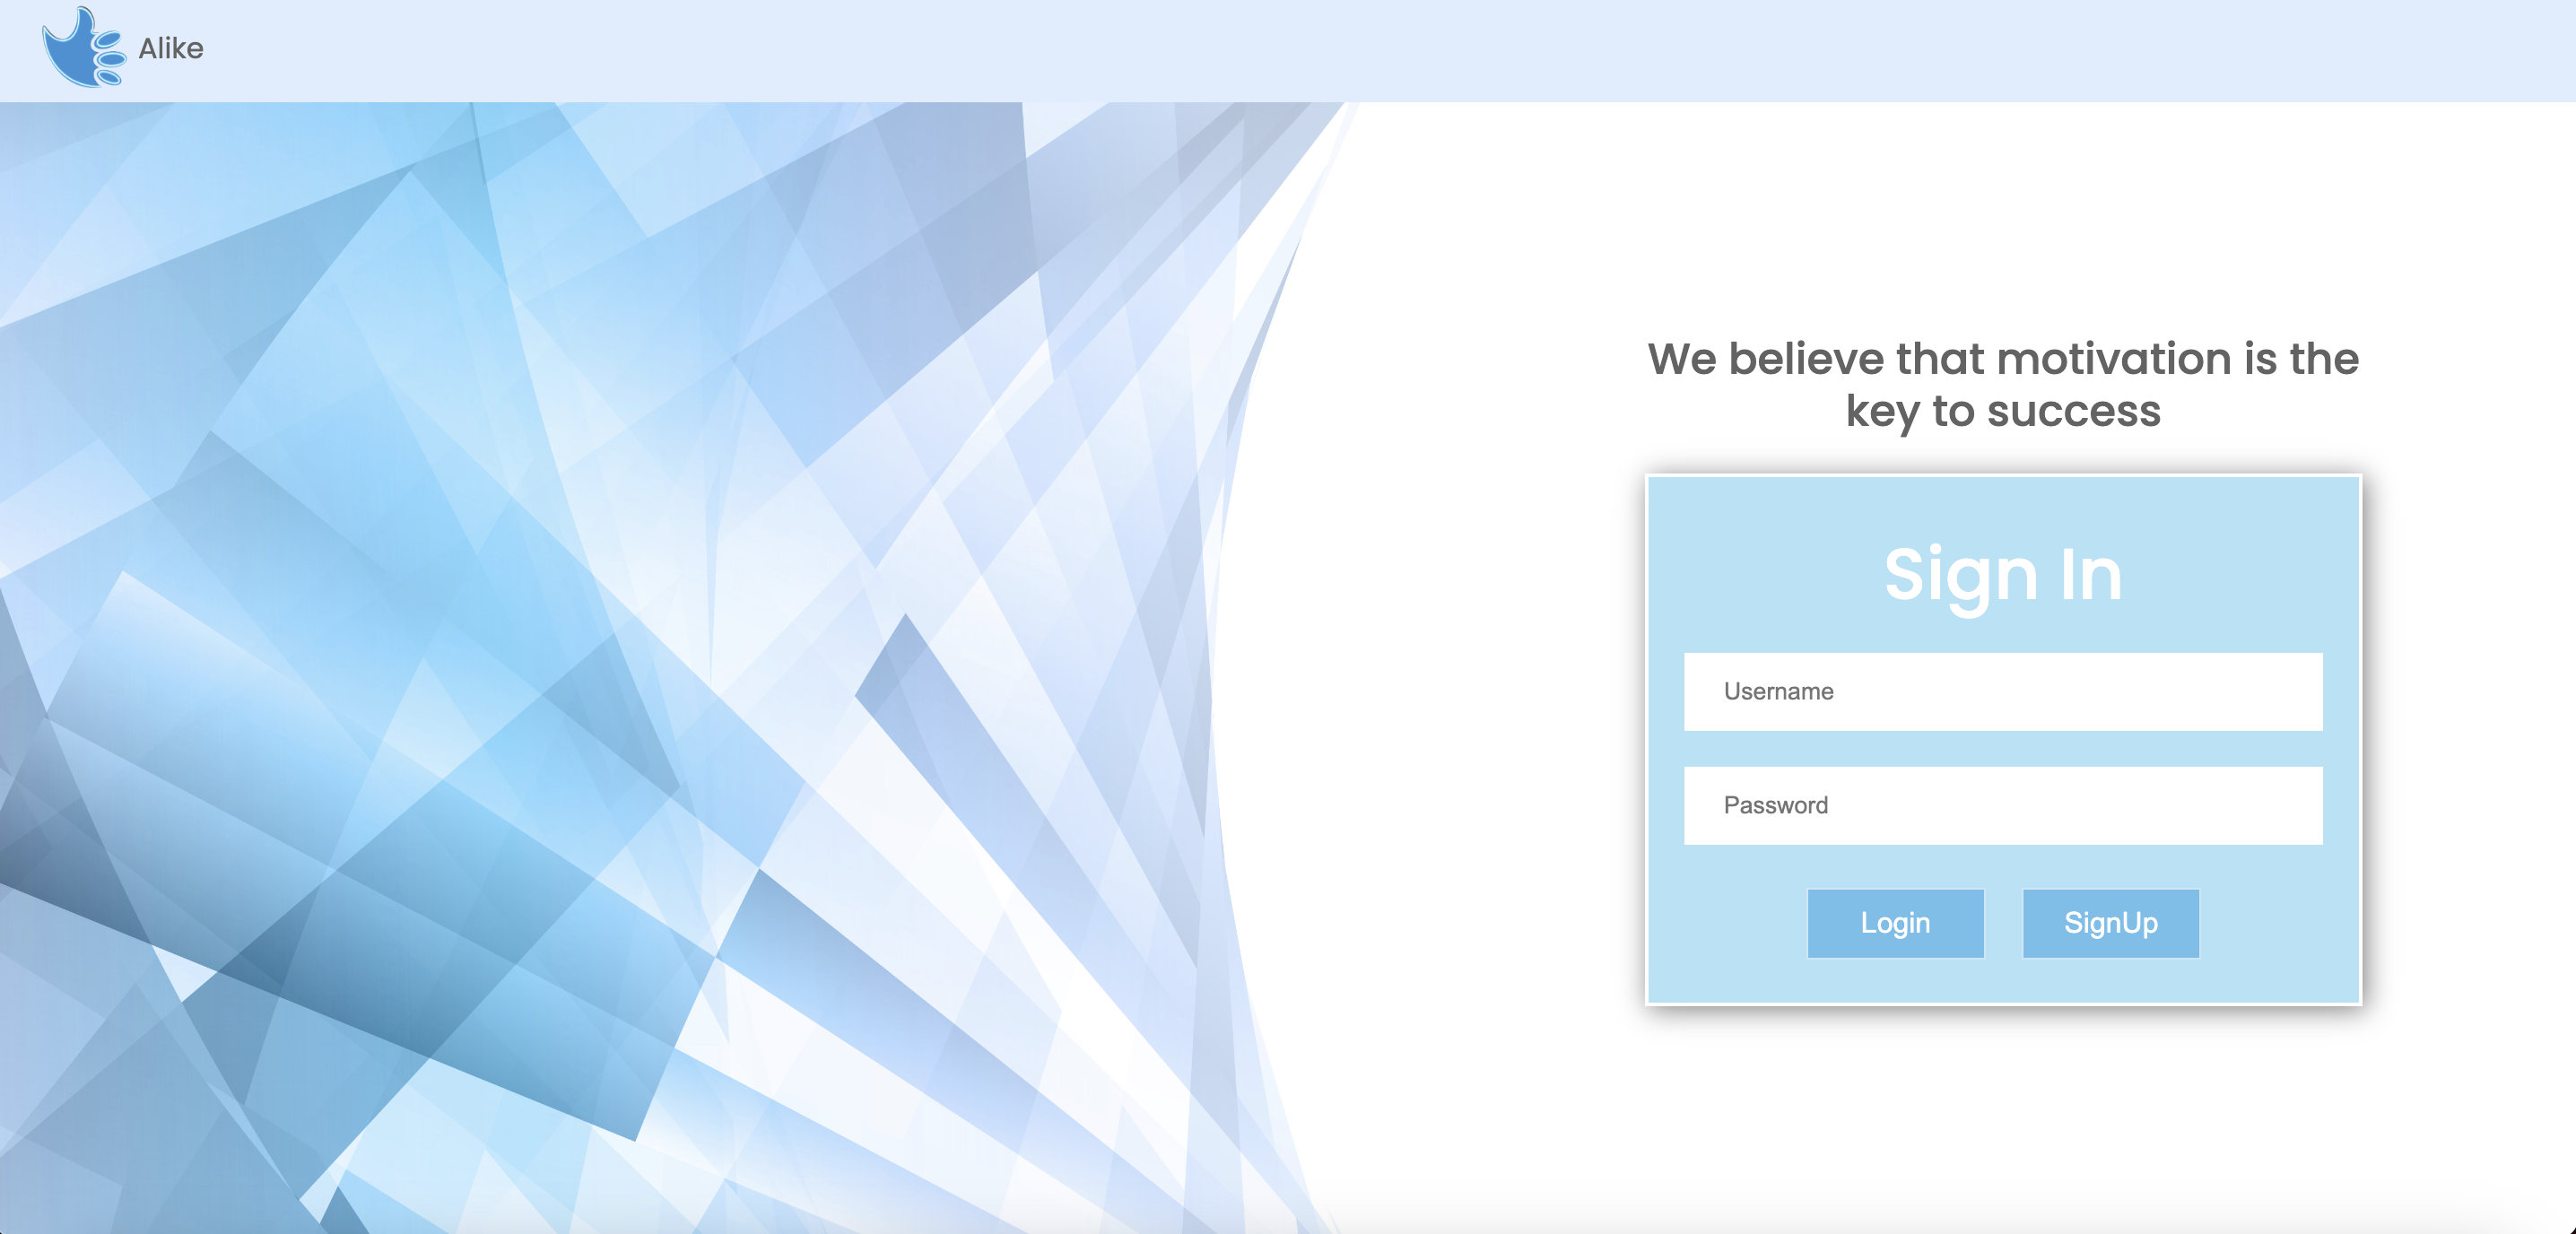 Alike
We believe that motivation is the
key to success
Sign In
Username
Password
Login
SignUp